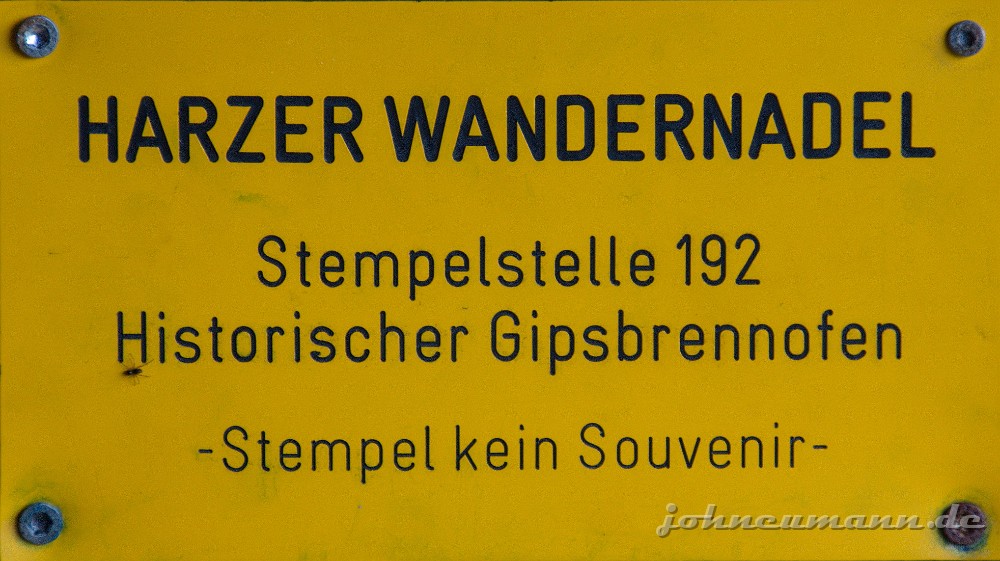 HARZER WANDERNADEL
Stempelstelle 192
Historischer Gipsbrennofen
-Stempel kein Souvenir-
johneumann.de